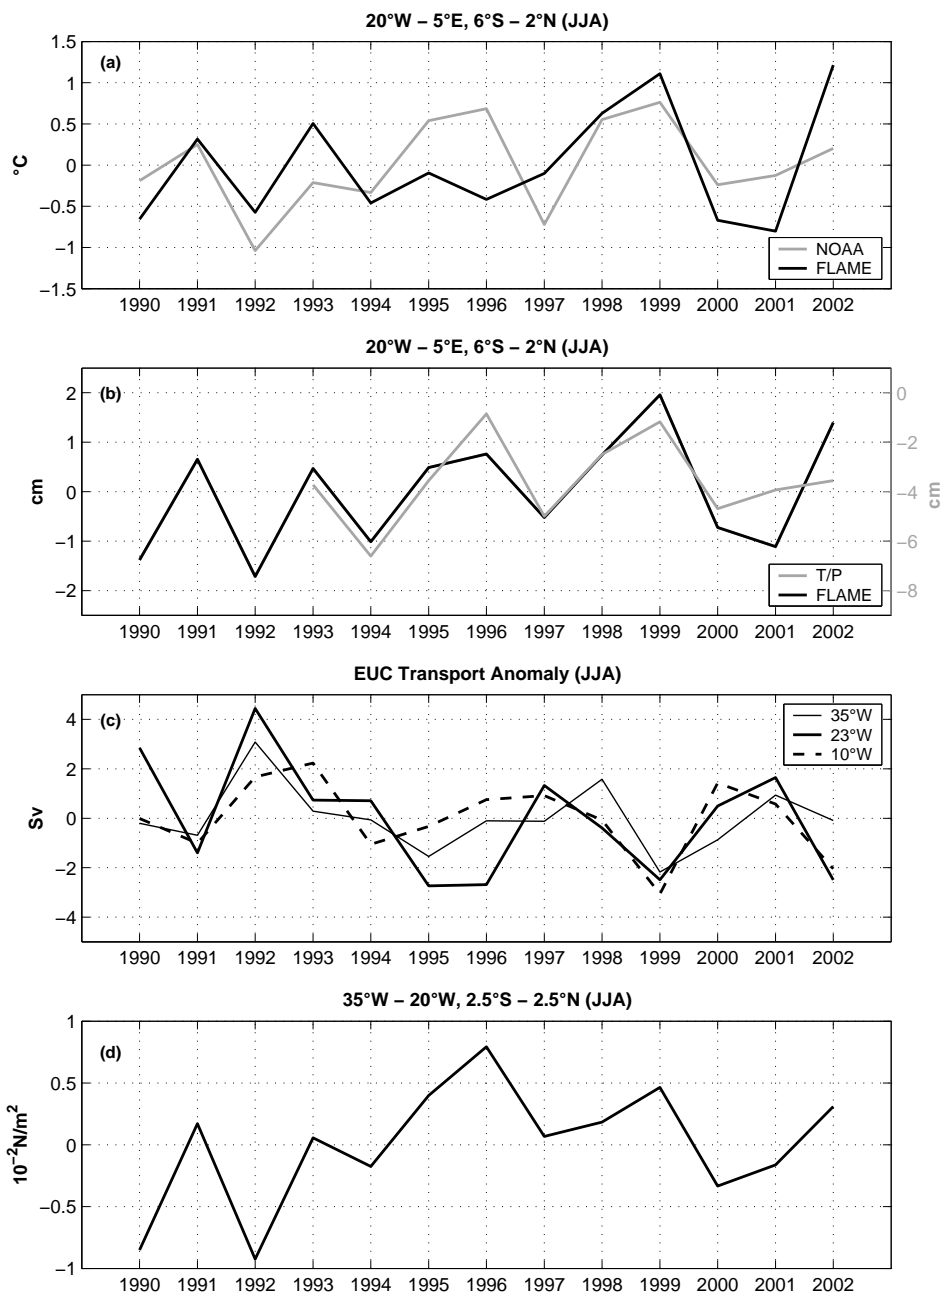 20°W – 5°E, 6°S – 2°N (JJA)
(a)
°C
1.5
1
0.5
0
−0.5
−1
−1.5
NOAA
FLAME
1990 1991 1992 1993 1994 1995 1996 1997 1998 1999 2000 2001 2002
20°W – 5°E, 6°S – 2°N (JJA)
(b)
cm
2
1
0
−1
−2
0
−2
−4
−6
−8
cm
T/P
FLAME
1990 1991 1992 1993 1994 1995 1996 1997 1998 1999 2000 2001 2002
EUC Transport Anomaly (JJA)
(c)
Sv
4
2
0
−2
−4
35°W
23°W
10°W
1990 1991 1992 1993 1994 1995 1996 1997 1998 1999 2000 2001 2002
35°W – 20°W, 2.5°S – 2.5°N (JJA)
(d)
10⁻²N/m²
1
0.5
0
−0.5
−1
1990 1991 1992 1993 1994 1995 1996 1997 1998 1999 2000 2001 2002